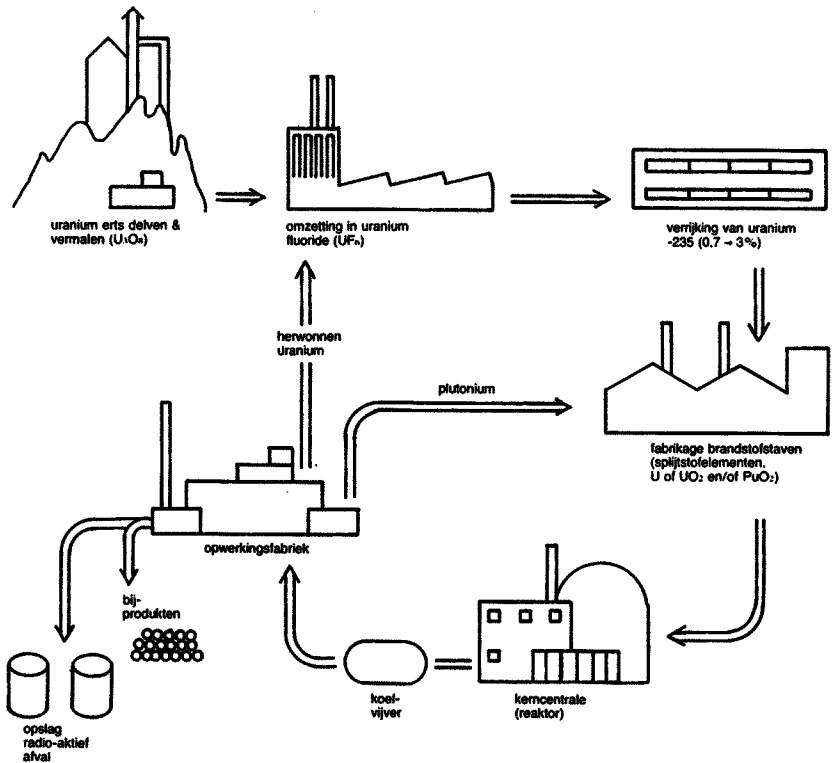 uranium erts delven &
vermalen (U₃O₈)
omzetting in uranium
fluoride (UF₆)
verrijking van uranium
-235 (0.7 → 3%)
herwonnen
uranium
plutonium
fabrikage brandstofstaven
(splijtstofelementen,
U of UO₂ en/of PuO₂)
opwerkingsfabriek
bij-
produkten
koel-
vijver
kerncentrale
(reaktor)
opslag
radio-aktief
afval